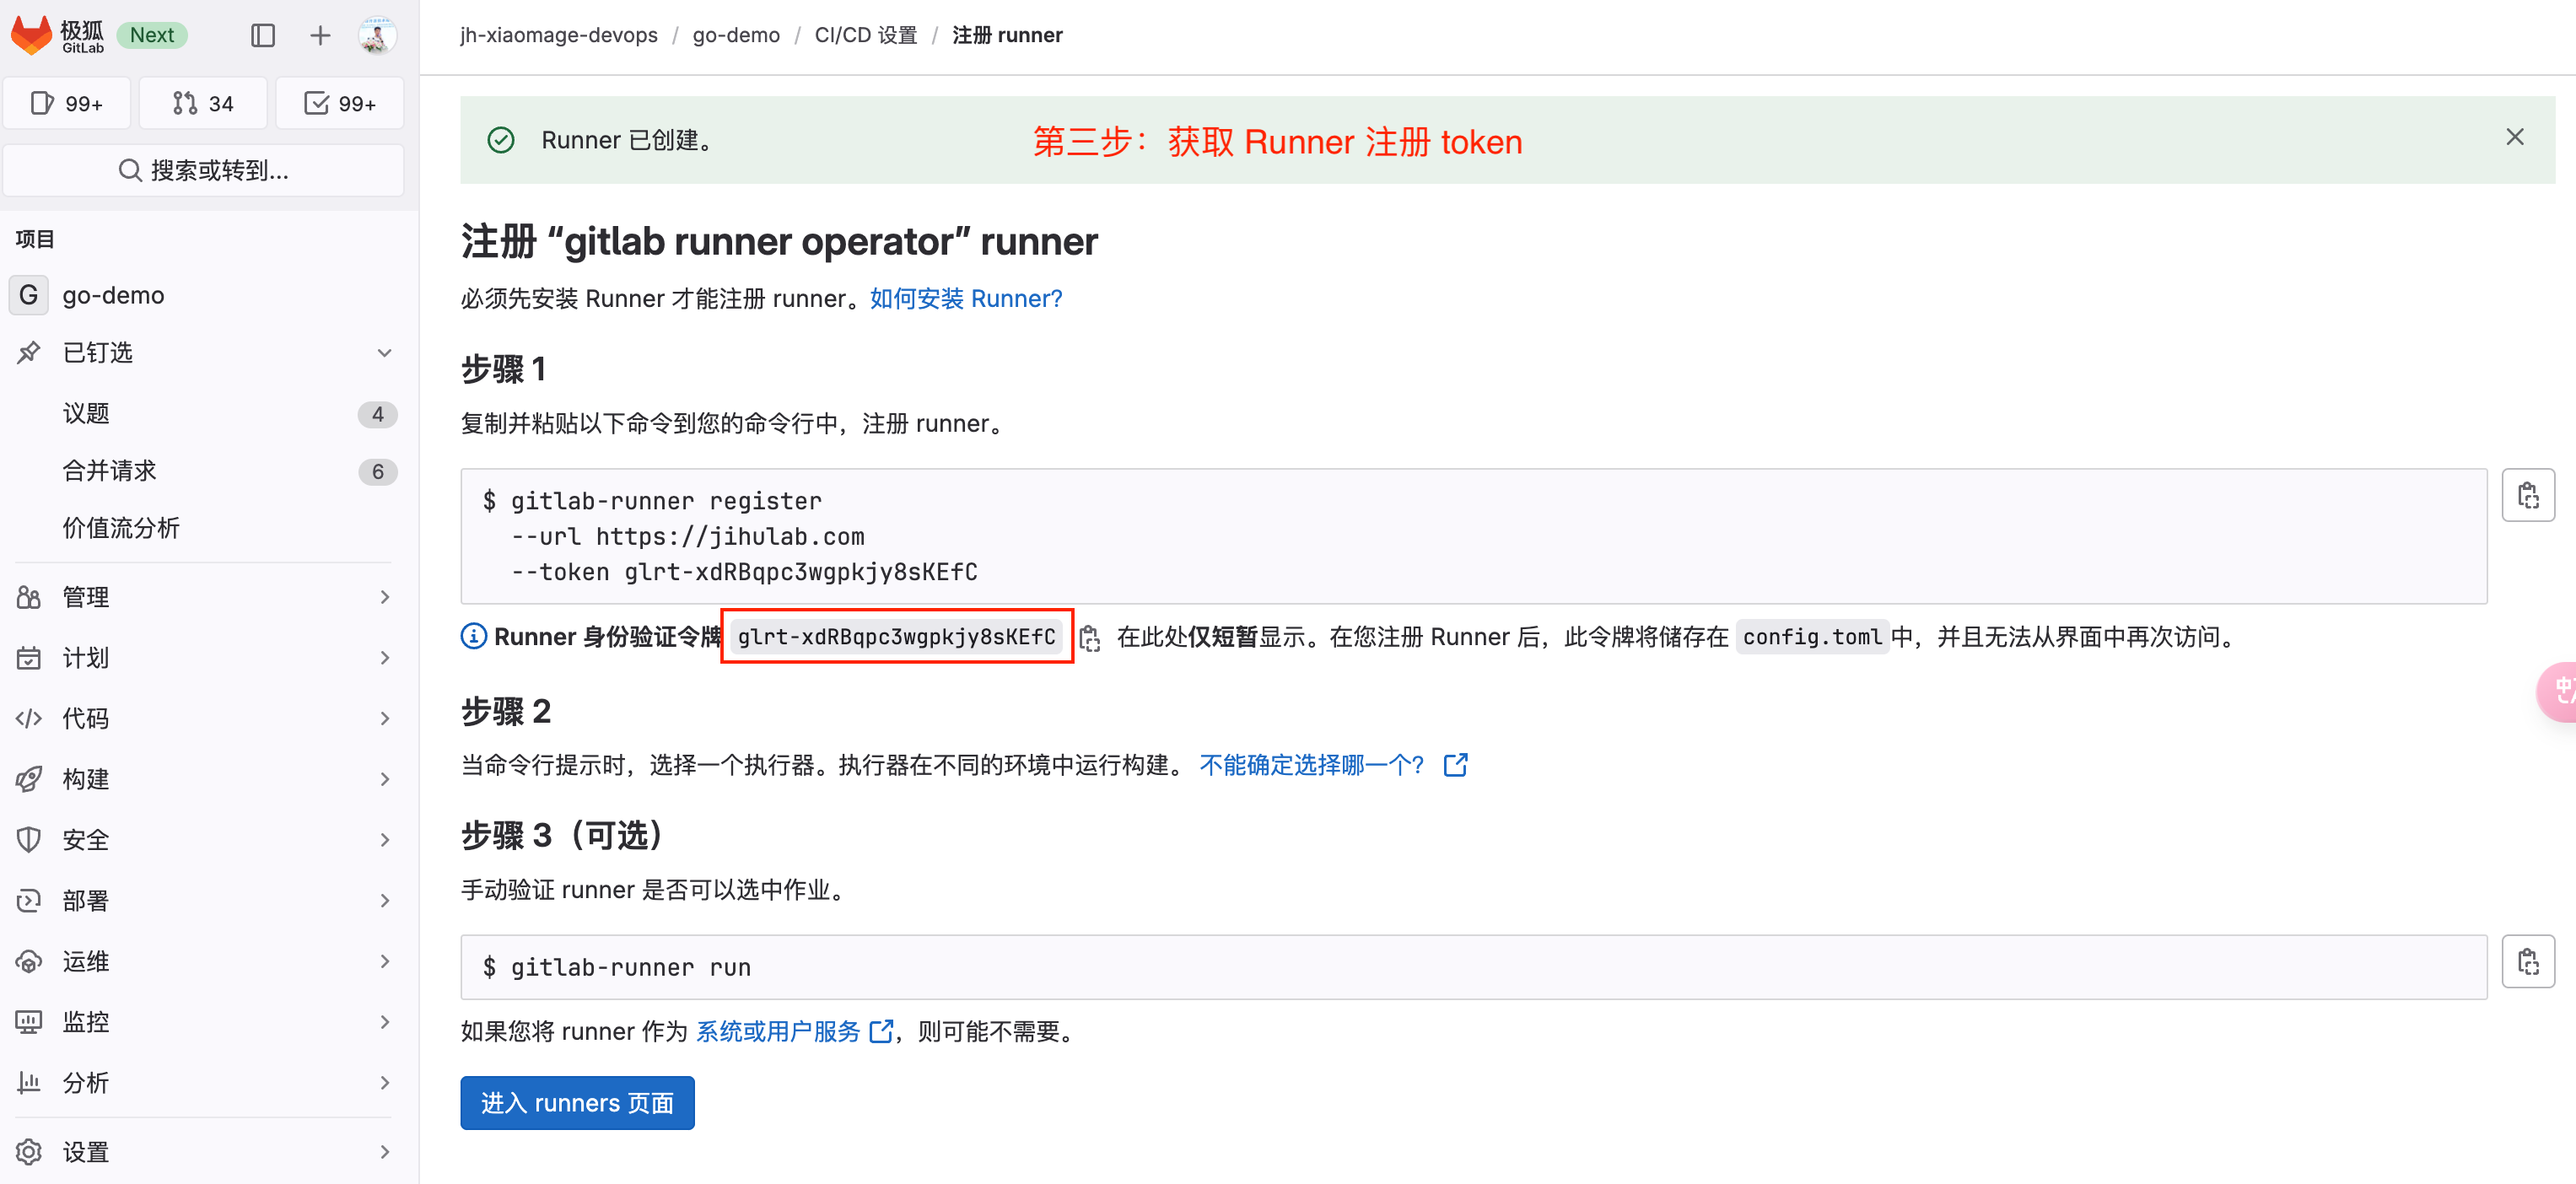 极狐
GitLab
Next
99+
34
99+
搜索或转到...
项目
G go-demo
已钉选
议题 4
合并请求 6
价值流分析
管理
计划
代码
构建
安全
部署
运维
监控
分析
设置
jh-xiaomage-devops / go-demo / CI/CD 设置 / 注册 runner
Runner 已创建。
第三步：获取 Runner 注册 token
注册 “gitlab runner operator” runner
必须先安装 Runner 才能注册 runner。如何安装 Runner?
步骤 1
复制并粘贴以下命令到您的命令行中，注册 runner。
$ gitlab-runner register
--url https://jihulab.com
--token glrt-xdRBqpc3wgpkjy8sKEfC
Runner 身份验证令牌 glrt-xdRBqpc3wgpkjy8sKEfC 在此处仅短暂显示。在您注册 Runner 后，此令牌将储存在 config.toml 中，并且无法从界面中再次访问。
步骤 2
当命令行提示时，选择一个执行器。执行器在不同的环境中运行构建。 不能确定选择哪一个?
步骤 3（可选）
手动验证 runner 是否可以选中作业。
$ gitlab-runner run
如果您将 runner 作为 系统或用户服务 ，则可能不需要。
进入 runners 页面